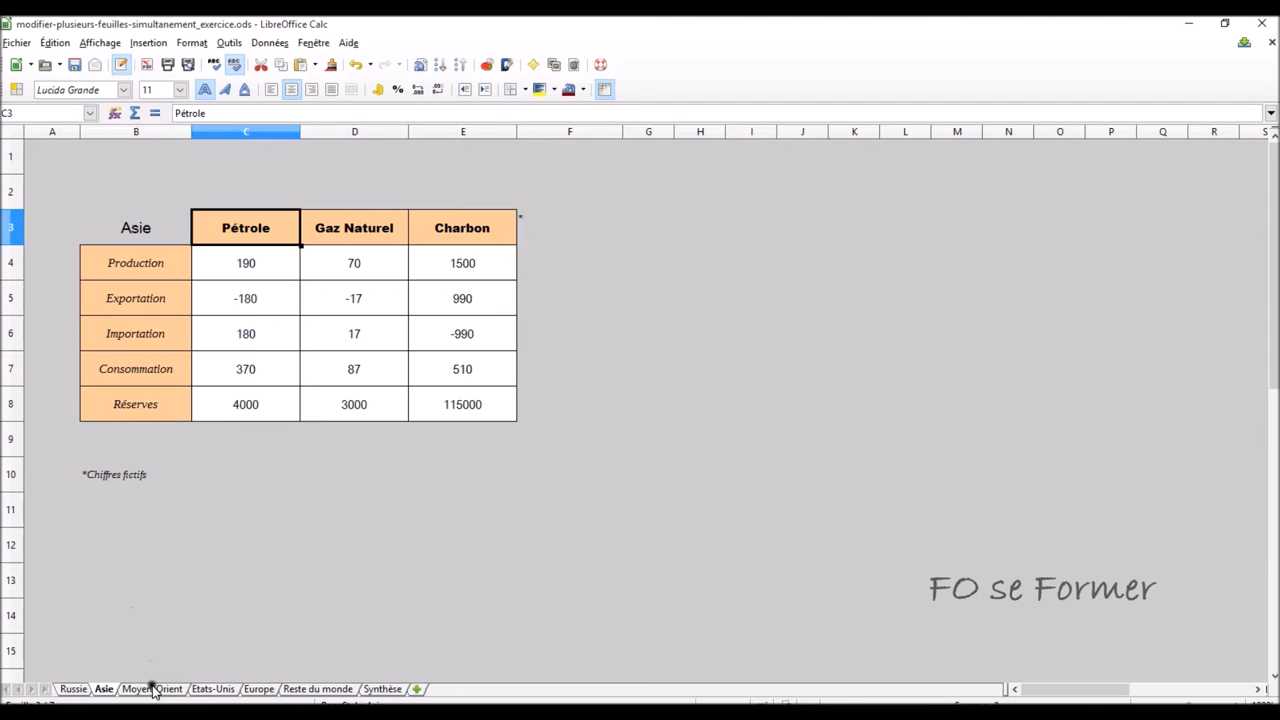 modifier-plusieurs-feuilles-simultanement_exercice.ods - LibreOffice Calc
Fichier Édition Affichage Insertion Format Outils Données Fenêtre Aide
Lucida Grande 11
C3 Pétrole
A B C D E F G H I J K L M N O P Q R S
1
2
3 Asie Pétrole Gaz Naturel Charbon *
4 Production 190 70 1500
5 Exportation -180 -17 990
6 Importation 180 17 -990
7 Consommation 370 87 510
8 Réserves 4000 3000 115000
9
10 *Chiffres fictifs
11
12
13 FO se Former
14
15
Russie Asie Moyen Orient Etats-Unis Europe Reste du monde Synthèse